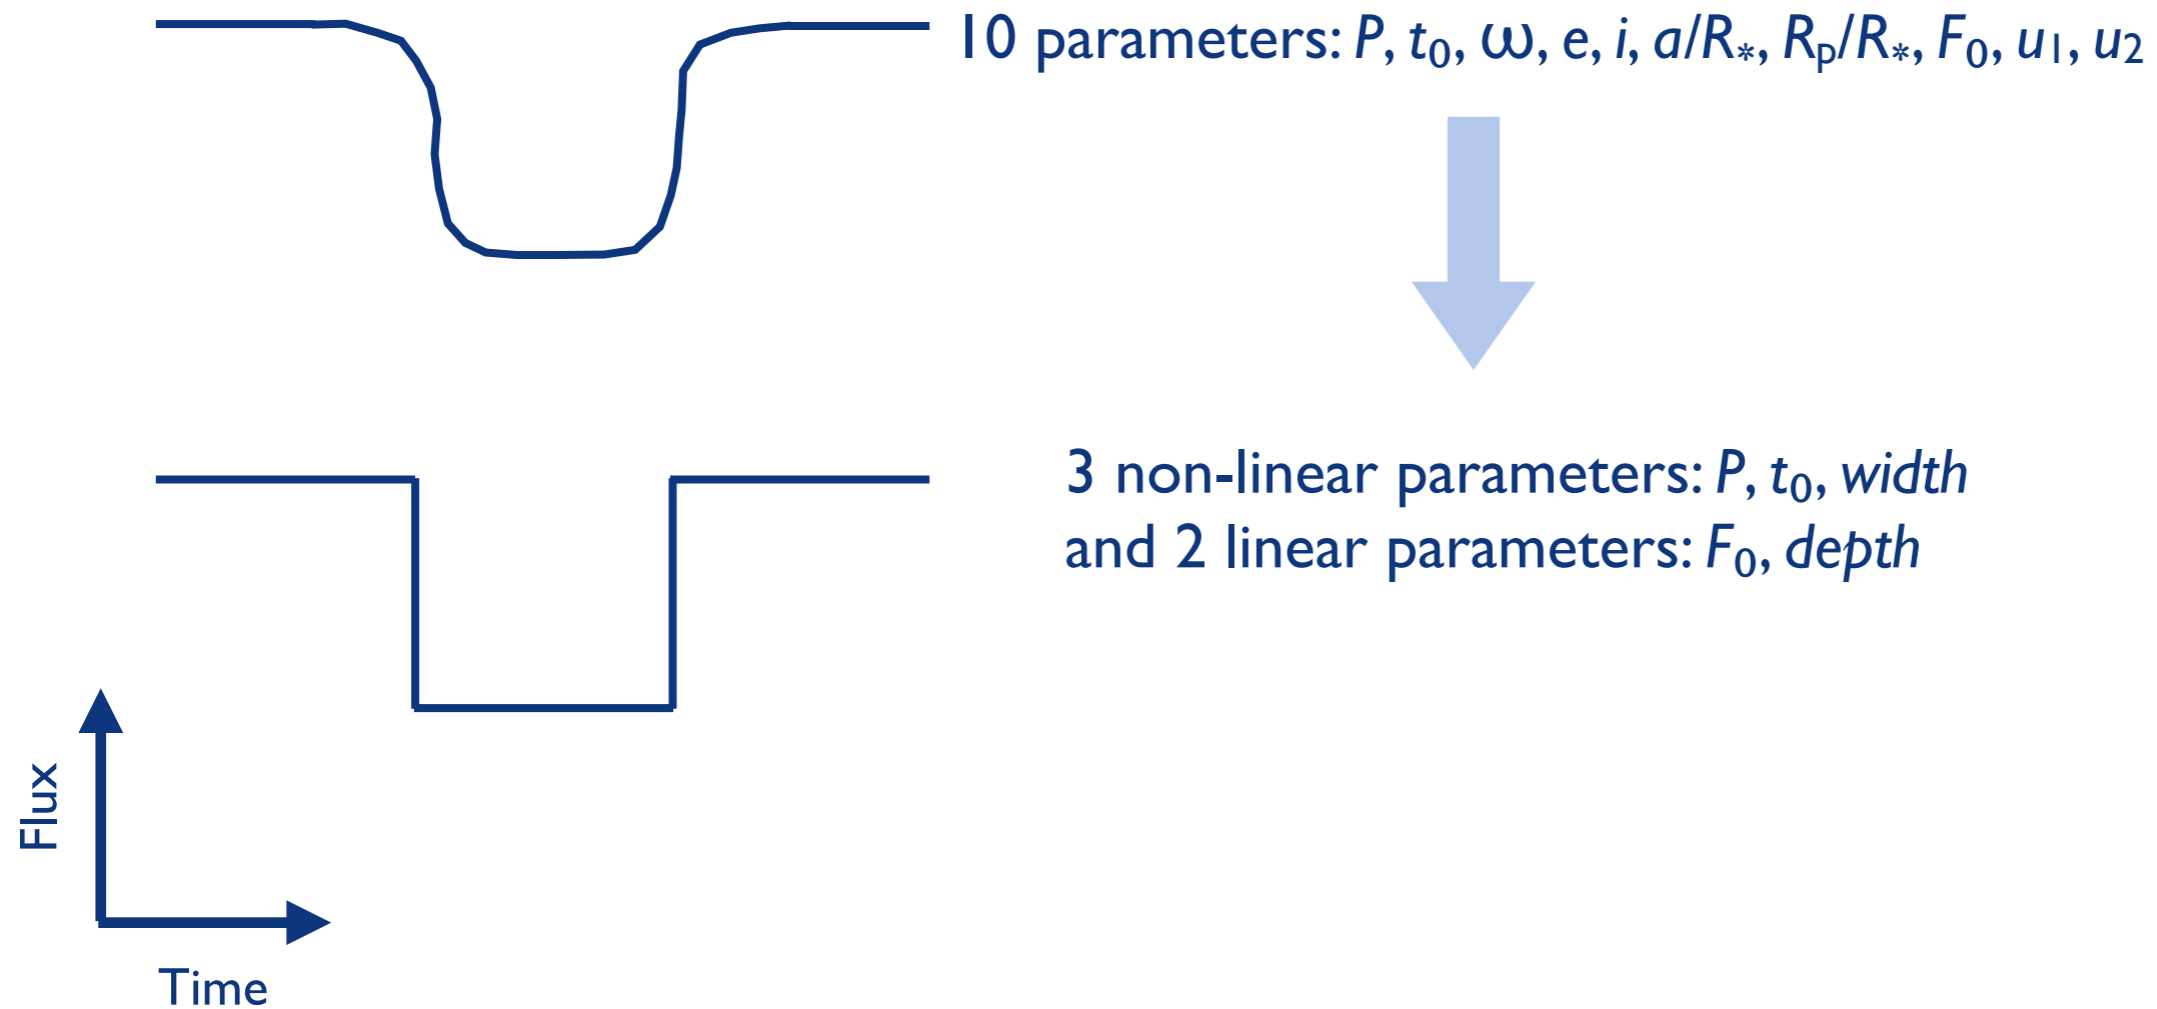 10 parameters: P, t₀, ω, e, i, a/R*, Rₚ/R*, F₀, u₁, u₂
3 non-linear parameters: P, t₀, width
and 2 linear parameters: F₀, depth
Flux
Time